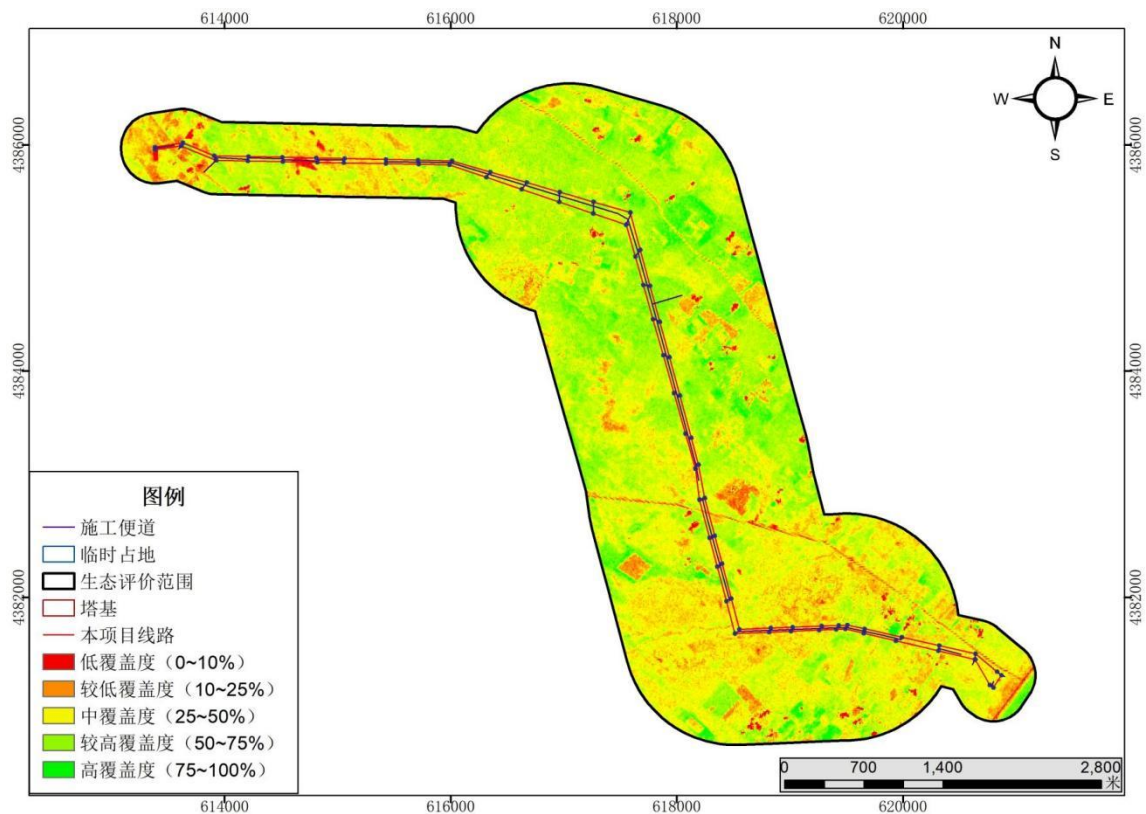 614000 616000 618000 620000
N
W E
S
4386000 4386000
4384000 4384000
4382000 4382000
图例
施工便道
临时占地
生态评价范围
塔基
本项目线路
低覆盖度（0~10%）
较低覆盖度（10~25%）
中覆盖度（25~50%）
较高覆盖度（50~75%）
高覆盖度（75~100%）
0 700 1,400 2,800
米
614000 616000 618000 620000